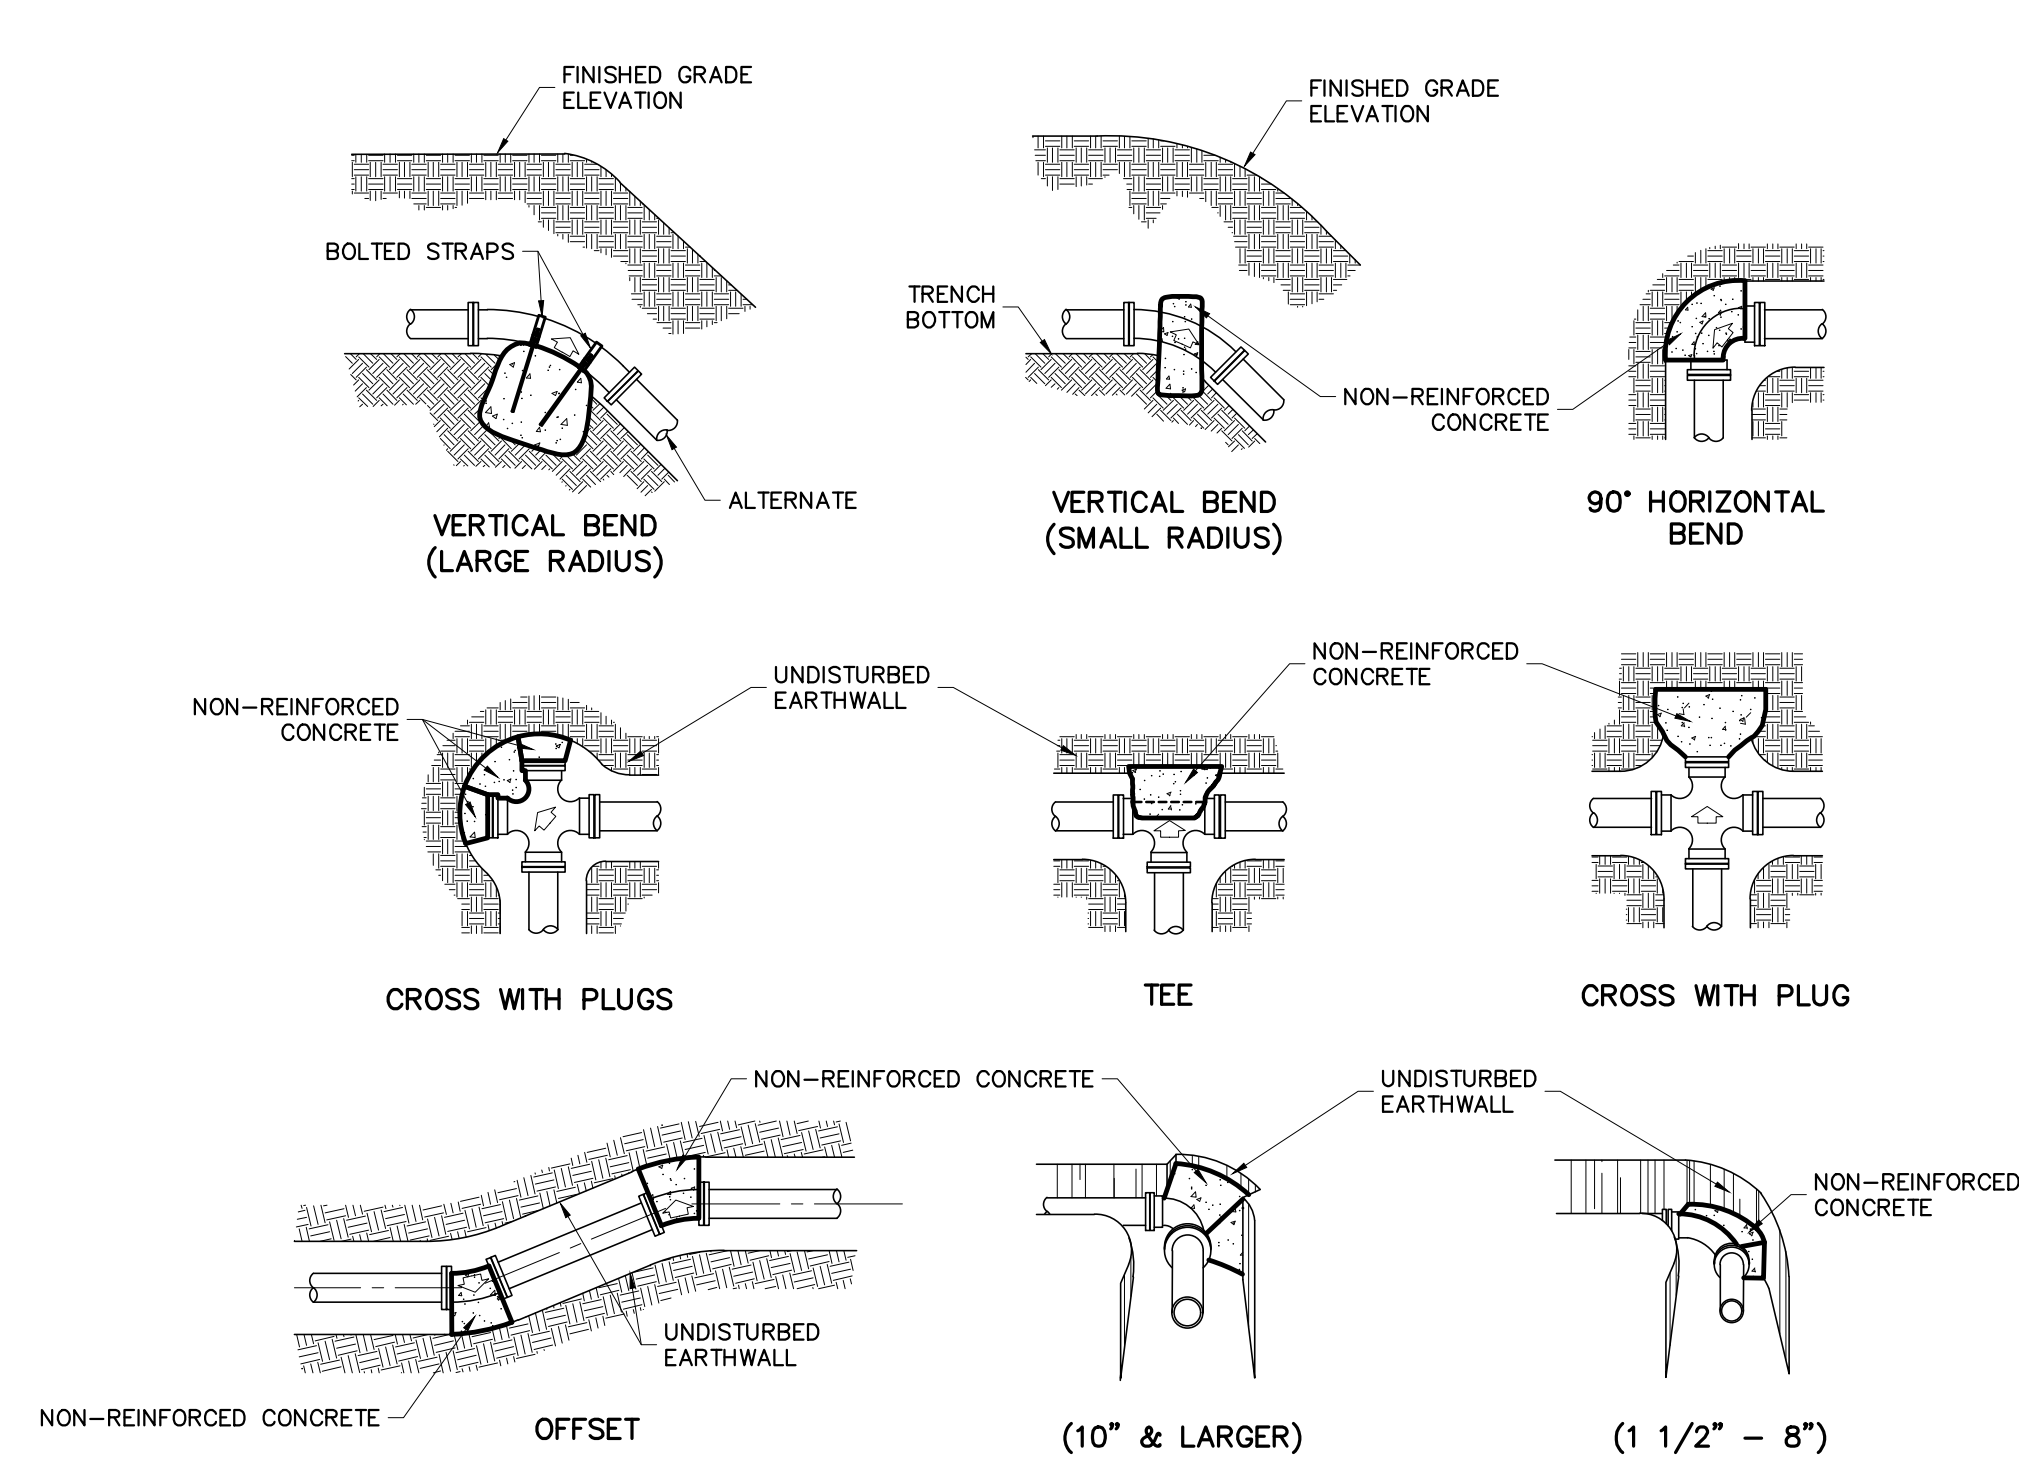 FINISHED GRADE
ELEVATION
FINISHED GRADE
ELEVATION
BOLTED STRAPS
TRENCH
BOTTOM
NON-REINFORCED
CONCRETE
ALTERNATE
VERTICAL BEND
(LARGE RADIUS)
VERTICAL BEND
(SMALL RADIUS)
90° HORIZONTAL
BEND
NON-REINFORCED
CONCRETE
UNDISTURBED
EARTHWALL
NON-REINFORCED
CONCRETE
CROSS WITH PLUGS
TEE
CROSS WITH PLUG
NON-REINFORCED CONCRETE
UNDISTURBED
EARTHWALL
NON-REINFORCED
CONCRETE
UNDISTURBED
EARTHWALL
NON-REINFORCED CONCRETE
OFFSET
(10" & LARGER)
(1 1/2" - 8")